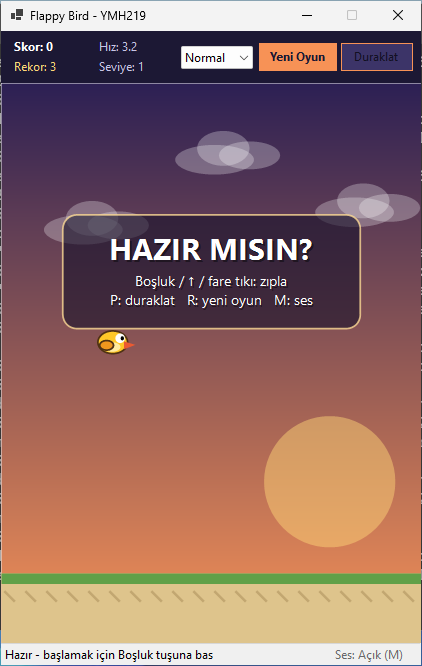 Flappy Bird - YMH219
Skor: 0
Hız: 3.2
Normal
Yeni Oyun
Duraklat
Rekor: 3
Seviye: 1
HAZIR MISIN?
Boşluk / ↑ / fare tıkı: zıpla
P: duraklat R: yeni oyun M: ses
Hazır - başlamak için Boşluk tuşuna bas
Ses: Açık (M)